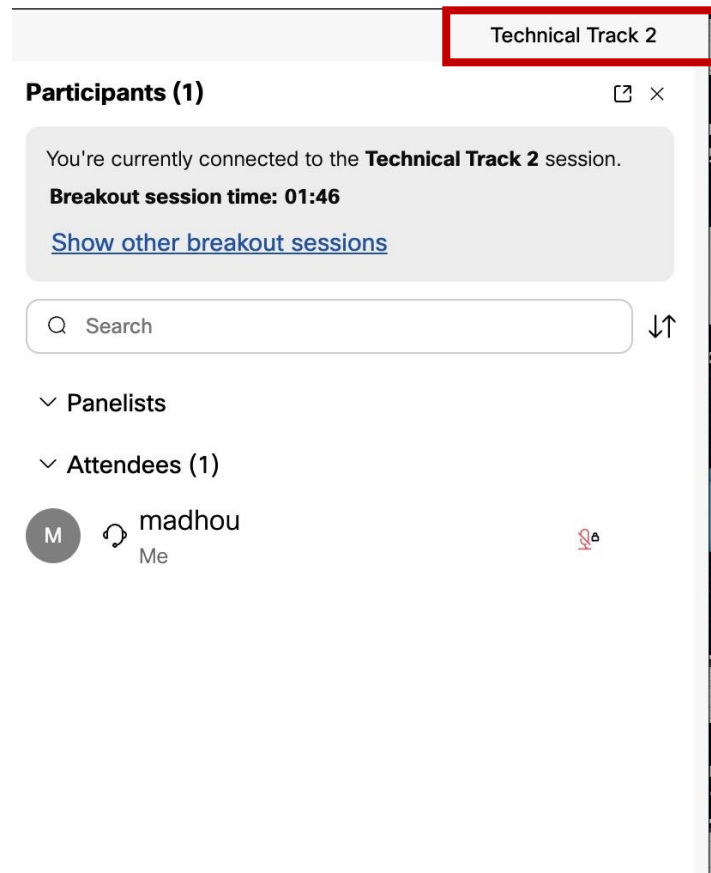 Technical Track 2
Participants (1)
You're currently connected to the Technical Track 2 session.
Breakout session time: 01:46
Show other breakout sessions
Search
Panelists
Attendees (1)
M
madhou
Me